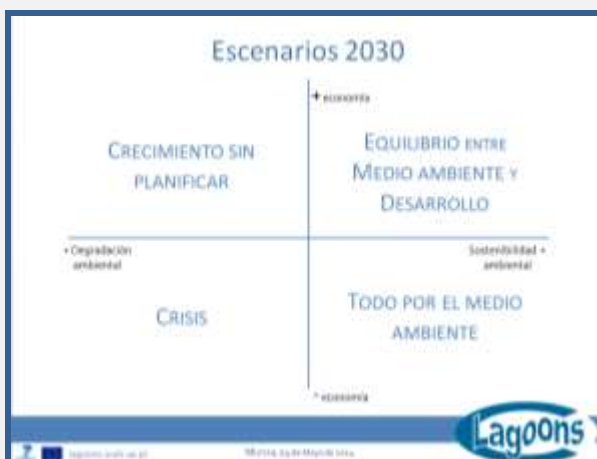 Escenarios 2030
+ economía
CRECIMIENTO SIN
PLANIFICAR
EQUILIBRIO ENTRE
MEDIO AMBIENTE Y
DESARROLLO
+ Degradación
ambiental
Sostenibilidad +
ambiental
CRISIS
TODO POR EL MEDIO
AMBIENTE
- economía
Lagoons